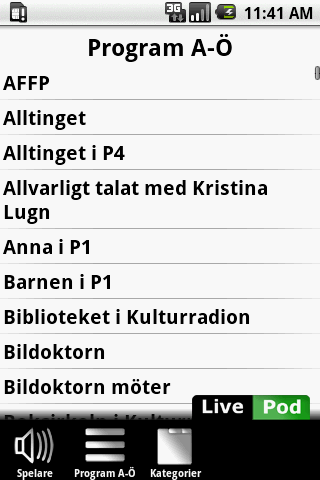 3G
11:41 AM
Program A-Ö
AFFP
Alltinget
Alltinget i P4
Allvarligt talat med Kristina
Lugn
Anna i P1
Barnen i P1
Biblioteket i Kulturradion
Bildoktorn
Bildoktorn möter
Live Pod
Spelare Program A-Ö Kategorier